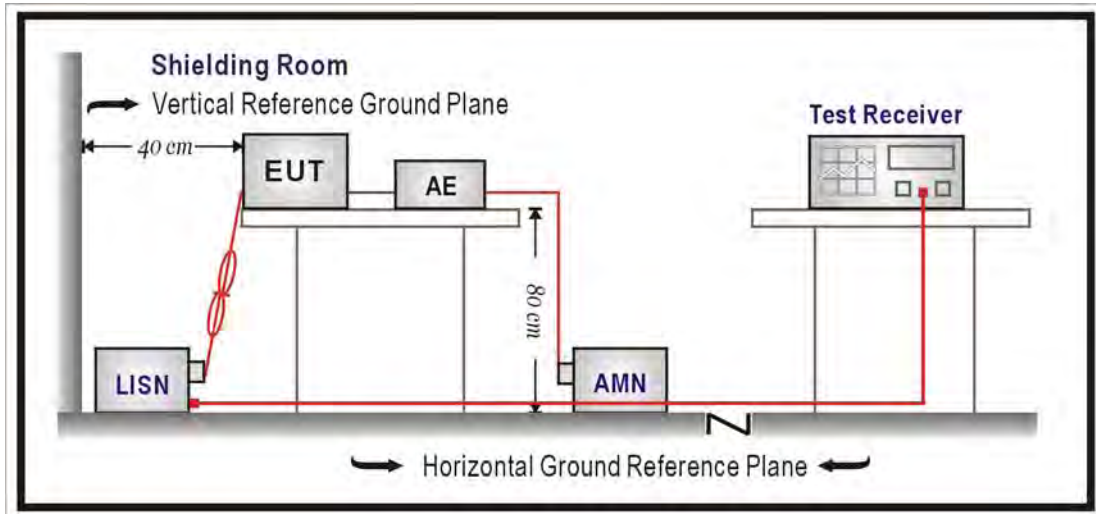 Shielding Room
Vertical Reference Ground Plane
Test Receiver
40 cm
EUT
AE
80 cm
LISN
AMN
Horizontal Ground Reference Plane